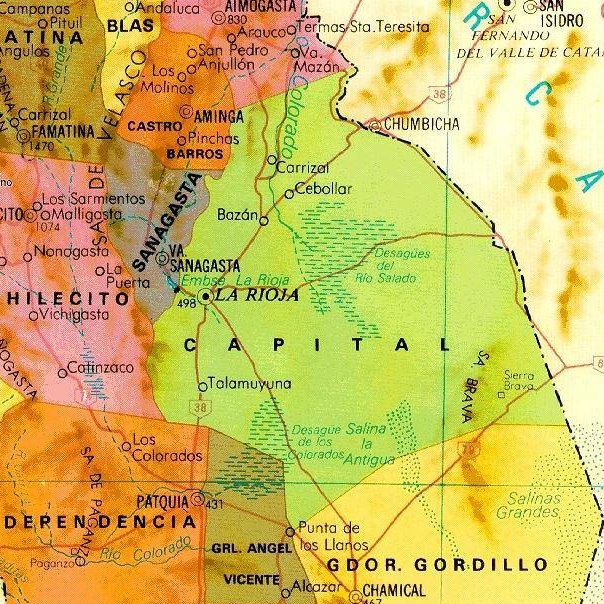 Campanas
Pituil
ATINA
Angulos
Andaluca
BLAS
AIMOGASTA
830
Arauco
Termas Sta. Teresita
San Pedro
Anjullón
Va.
Mazán
Los
Molinos
Colorado
VELASCO
SAN
FERNANDO
DEL VALLE DE CATA
SAN
ISIDRO
R
C
A
38
CHUMBICHA
Carrizal
FAMATINA
1470
AMINGA
CASTRO
Pinchas
BARROS
Carrizal
Cebollar
Bazán
SA. DE
Los Sarmientos
CITO
Malligasta
1074
Nonogasta
SANAGASTA
VA.
SANAGASTA
La
Puerta
HILECITO
Vichigasta
Embse La Rioja
498
LA RIOJA
Desagües
del
Río Salado
CAPITAL
NOGASTA
Catinzaco
Talamuyuna
38
SA. BRAVA
Sierra
Brava
Desague
de los
Colorados
Salina
la
Antigua
Los
Colorados
SA. DE PAGANZO
PATQUIA
431
DEPENDENCIA
Paganzo
Río Colorado
GRL. ANGEL
VICENTE
Punta de
los Llanos
Alcazar
Salinas
Grandes
GDOR. GORDILLO
CHAMICAL
467